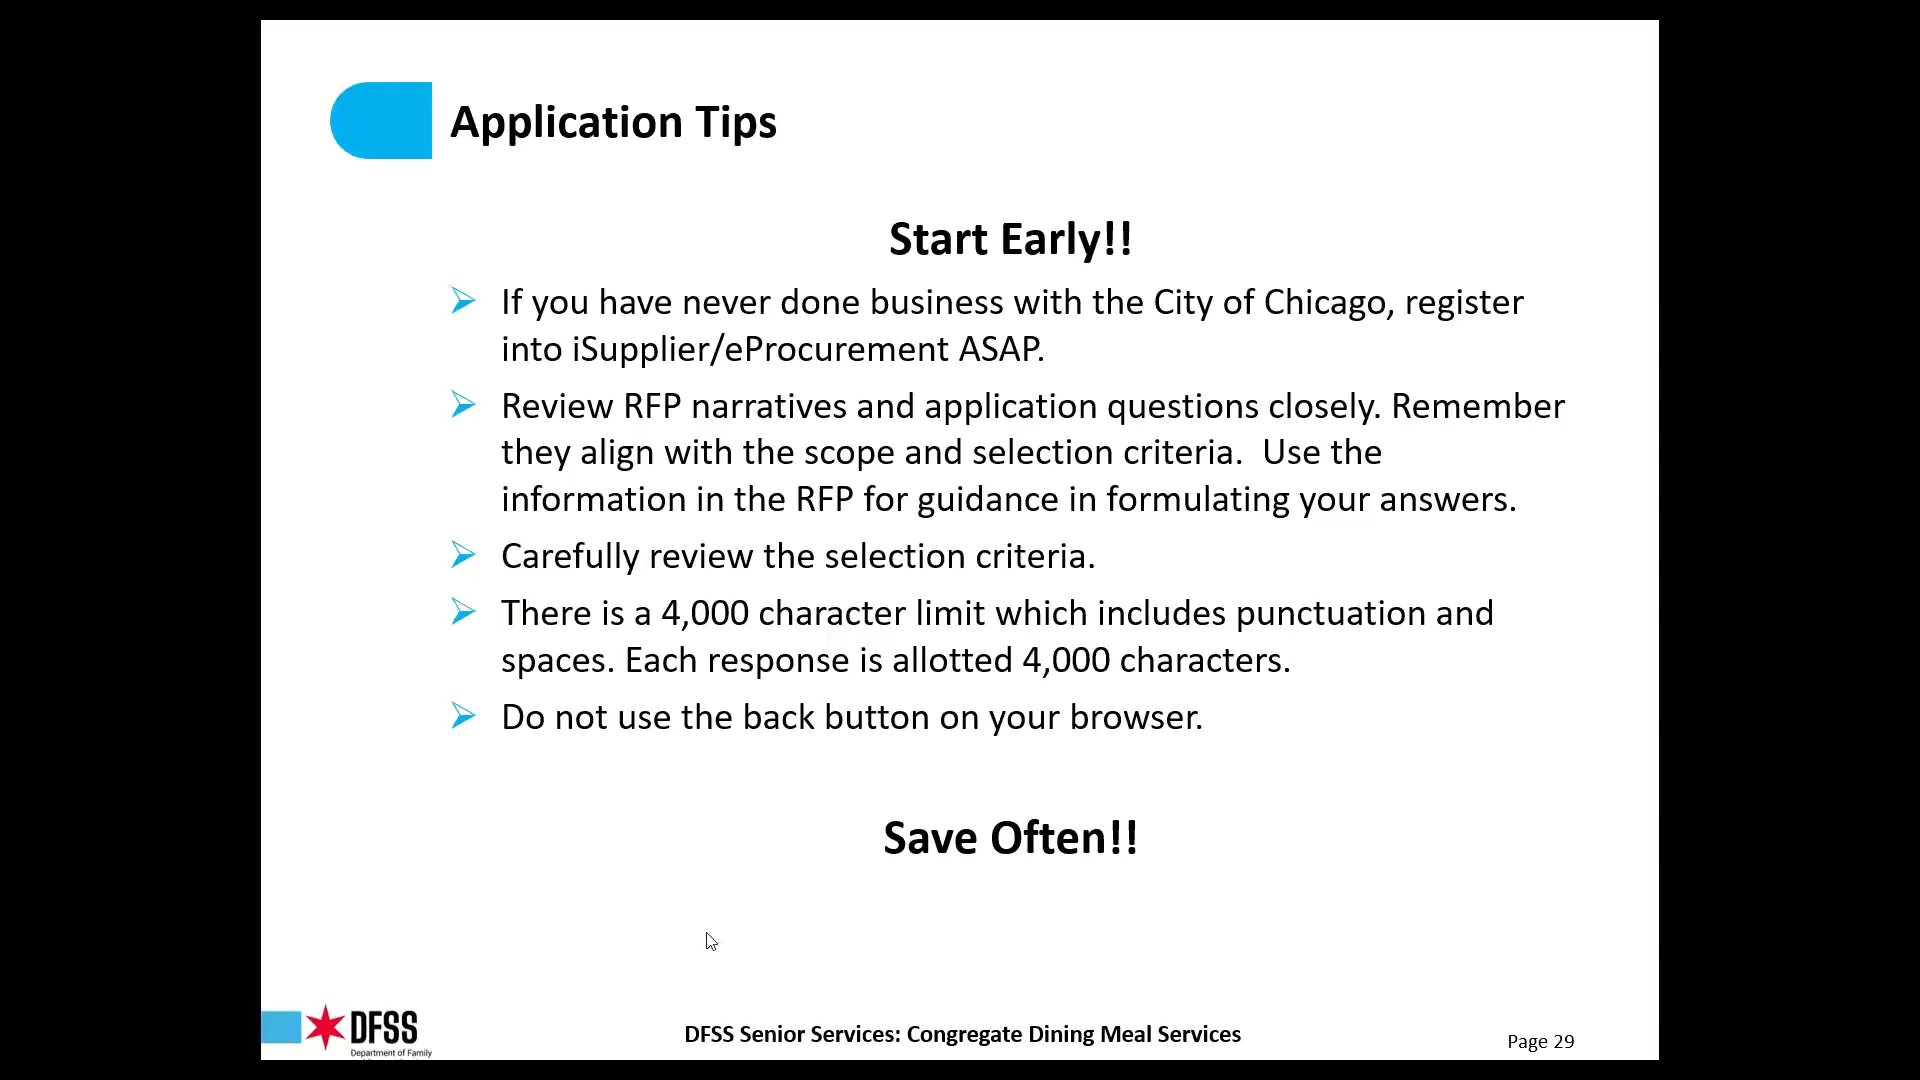 Application Tips
Start Early!!
If you have never done business with the City of Chicago, register
into iSupplier/eProcurement ASAP.
Review RFP narratives and application questions closely. Remember
they align with the scope and selection criteria.  Use the
information in the RFP for guidance in formulating your answers.
Carefully review the selection criteria.
There is a 4,000 character limit which includes punctuation and
spaces. Each response is allotted 4,000 characters.
Do not use the back button on your browser.
Save Often!!
DFSS
Department of Family
DFSS Senior Services: Congregate Dining Meal Services
Page 29